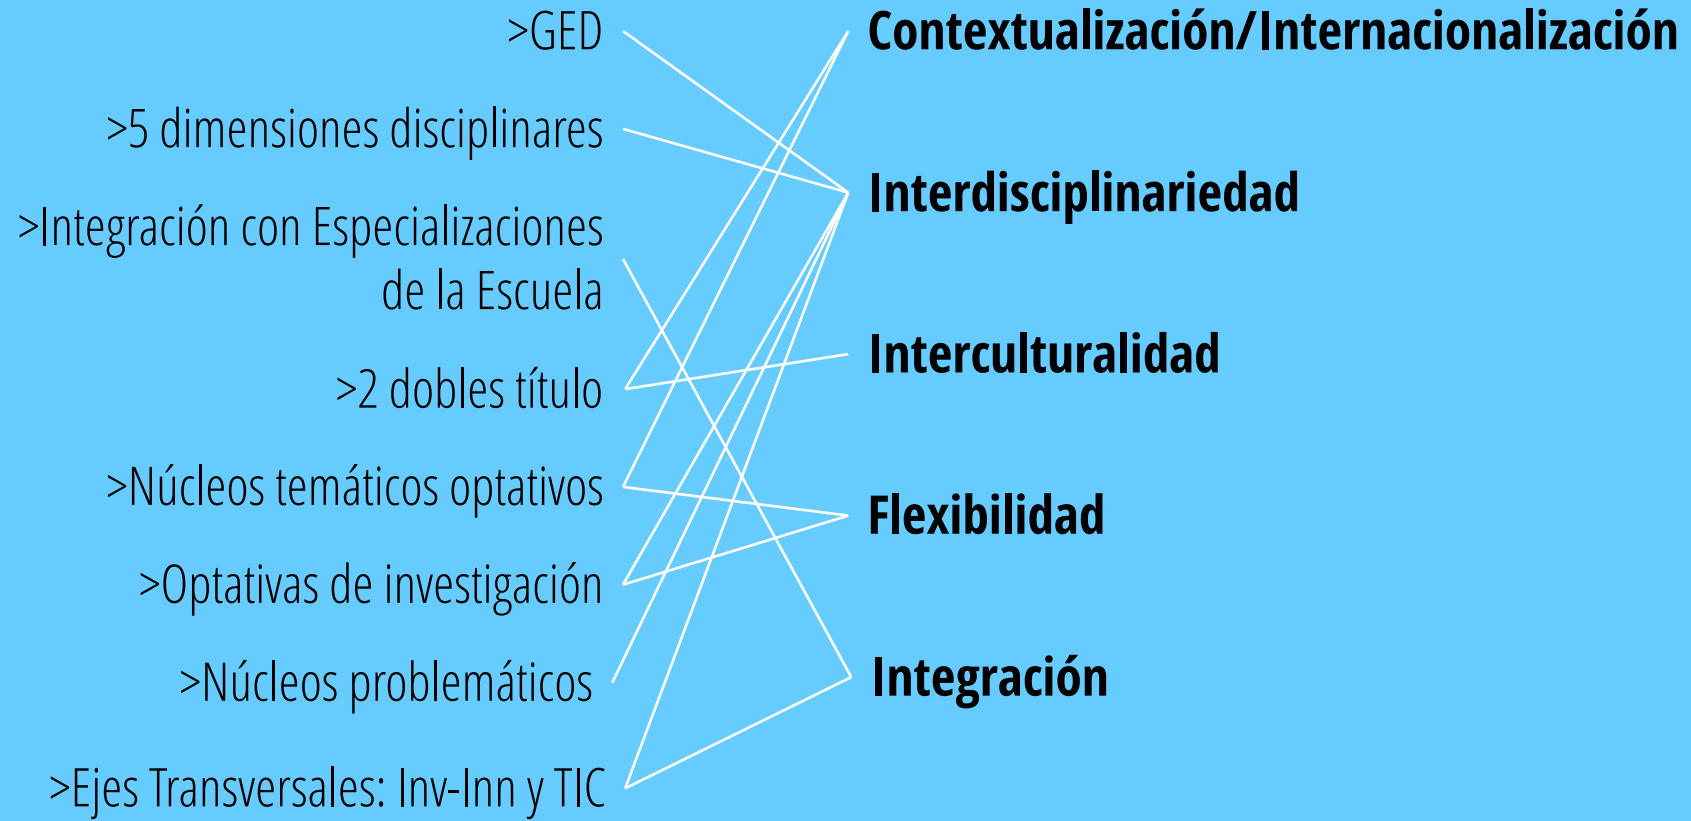 >GED
>5 dimensiones disciplinares
>Integración con Especializaciones
de la Escuela
>2 dobles título
>Núcleos temáticos optativos
>Optativas de investigación
>Núcleos problemáticos
>Ejes Transversales: Inv-Inn y TIC
Contextualización/Internacionalización
Interdisciplinariedad
Interculturalidad
Flexibilidad
Integración